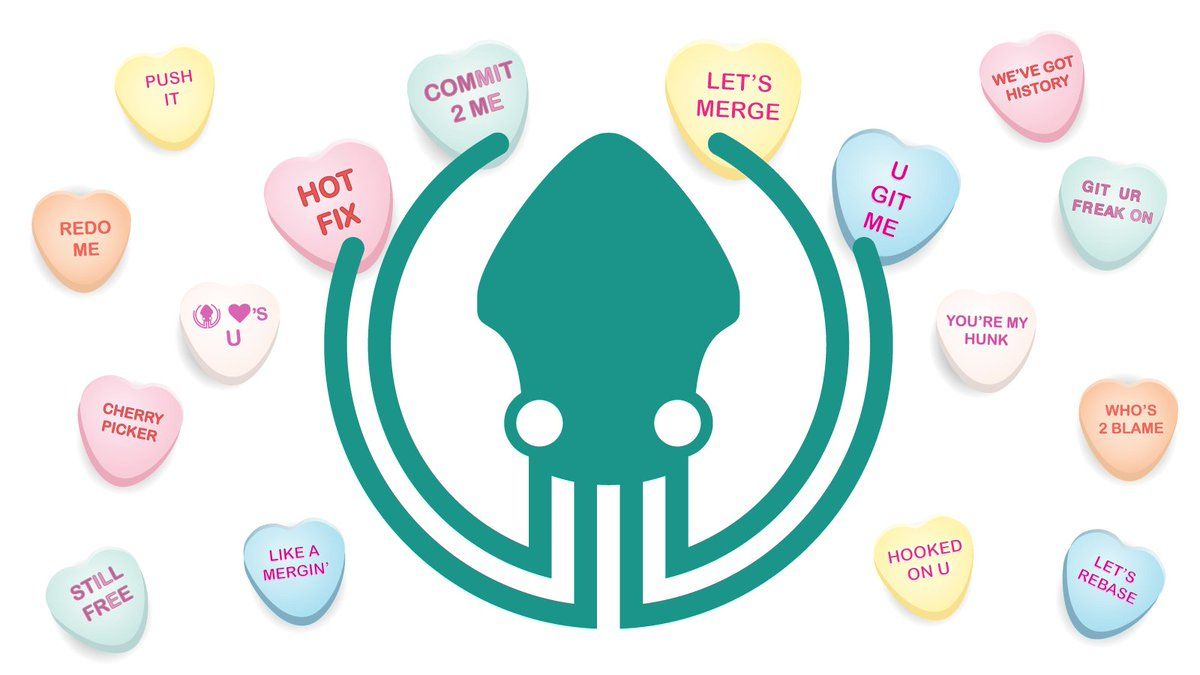 PUSH
IT
COMMIT
2 ME
LET'S
MERGE
WE'VE GOT
HISTORY
HOT
FIX
U
GIT
ME
GIT UR
FREAK ON
REDO
ME
❤'S
U
YOU'RE MY
HUNK
CHERRY
PICKER
WHO'S
2 BLAME
LIKE A
MERGIN'
HOOKED
ON U
STILL
FREE
LET'S
REBASE